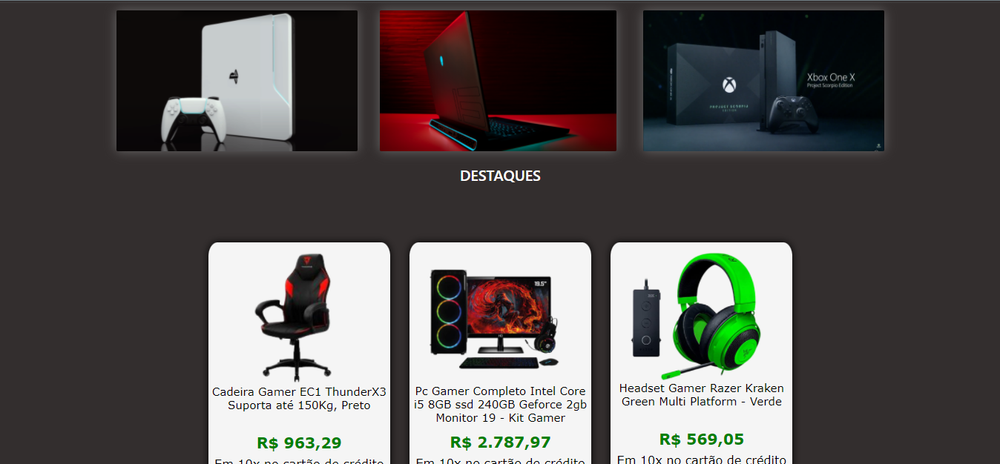 Xbox One X
Project Scorpio Edition
PROJECT SCORPIO
EDITION
DESTAQUES
19.5"
Cadeira Gamer EC1 ThunderX3
Suporta até 150Kg, Preto
R$ 963,29
Em 10x no cartão de crédito
Pc Gamer Completo Intel Core
i5 8GB ssd 240GB Geforce 2gb
Monitor 19 - Kit Gamer
R$ 2.787,97
Em 10x no cartão de crédito
Headset Gamer Razer Kraken
Green Multi Platform - Verde
R$ 569,05
Em 10x no cartão de crédito